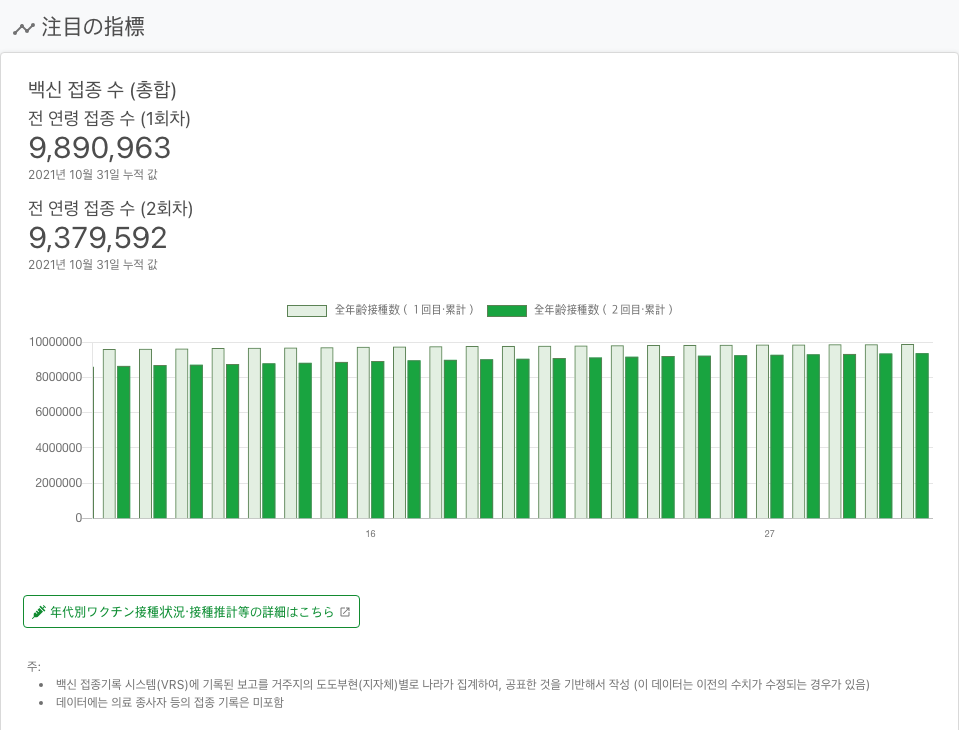 注目の指標
백신 접종 수 (총합)
전 연령 접종 수 (1회차)
9,890,963
2021년 10월 31일 누적 값
전 연령 접종 수 (2회차)
9,379,592
2021년 10월 31일 누적 값
全年齢接種数 ( １回目·累計 ) 全年齢接種数 ( ２回目·累計 )
10000000
8000000
6000000
4000000
2000000
0
16 27
年代別ワクチン接種状況·接種推計等の詳細はこちら
주:
• 백신 접종기록 시스템(VRS)에 기록된 보고를 거주지의 도도부현(지자체)별로 나라가 집계하여, 공표한 것을 기반해서 작성 (이 데이터는 이전의 수치가 수정되는 경우가 있음)
• 데이터에는 의료 종사자 등의 접종 기록은 미포함